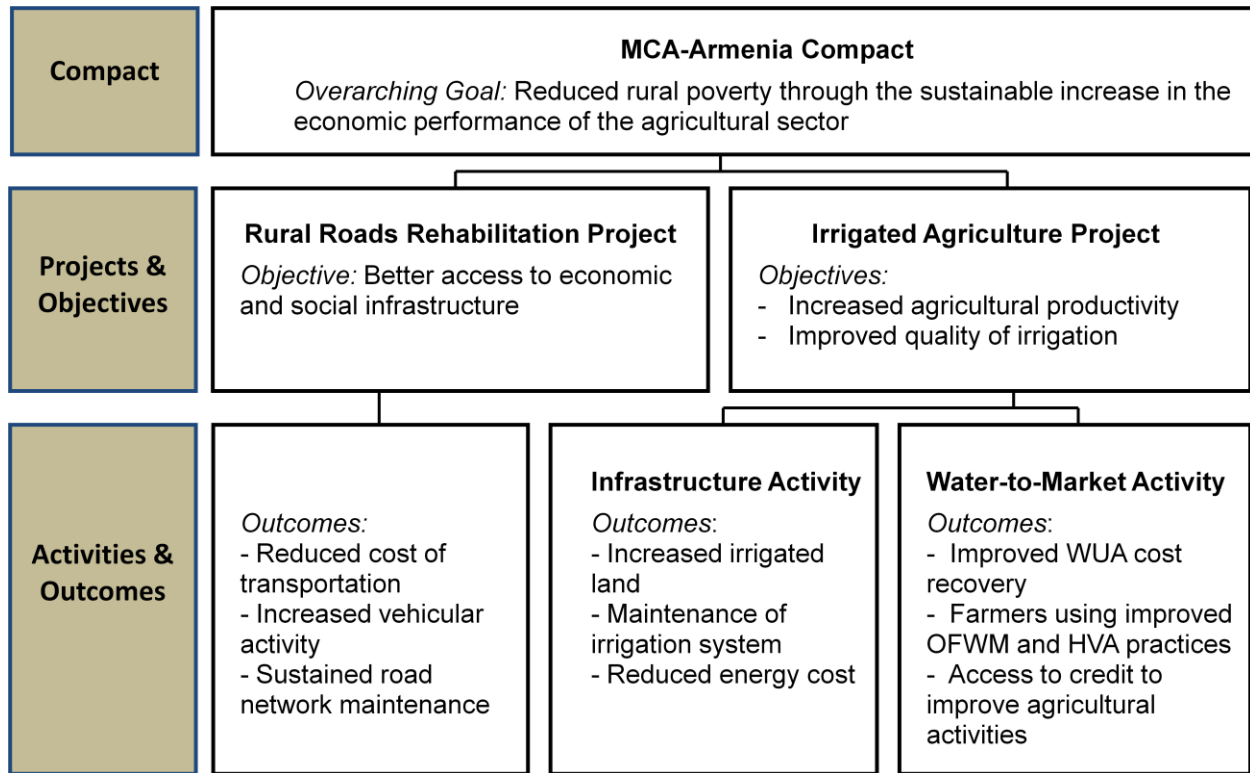 Compact
MCA-Armenia Compact
Overarching Goal: Reduced rural poverty through the sustainable increase in the
economic performance of the agricultural sector
Projects &
Objectives
Rural Roads Rehabilitation Project
Objective: Better access to economic
and social infrastructure
Irrigated Agriculture Project
Objectives:
- Increased agricultural productivity
- Improved quality of irrigation
Activities &
Outcomes
Outcomes:
- Reduced cost of
transportation
- Increased vehicular
activity
- Sustained road
network maintenance
Infrastructure Activity
Outcomes:
- Increased irrigated
land
- Maintenance of
irrigation system
- Reduced energy cost
Water-to-Market Activity
Outcomes:
- Improved WUA cost
recovery
- Farmers using improved
OFWM and HVA practices
- Access to credit to
improve agricultural
activities